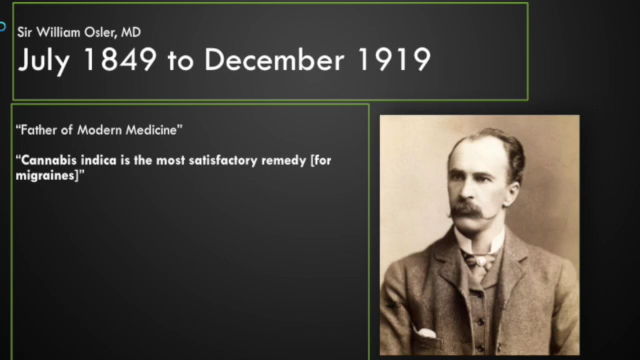 Sir William Osler, MD
July 1849 to December 1919
“Father of Modern Medicine”
“Cannabis indica is the most satisfactory remedy [for
migraines]”